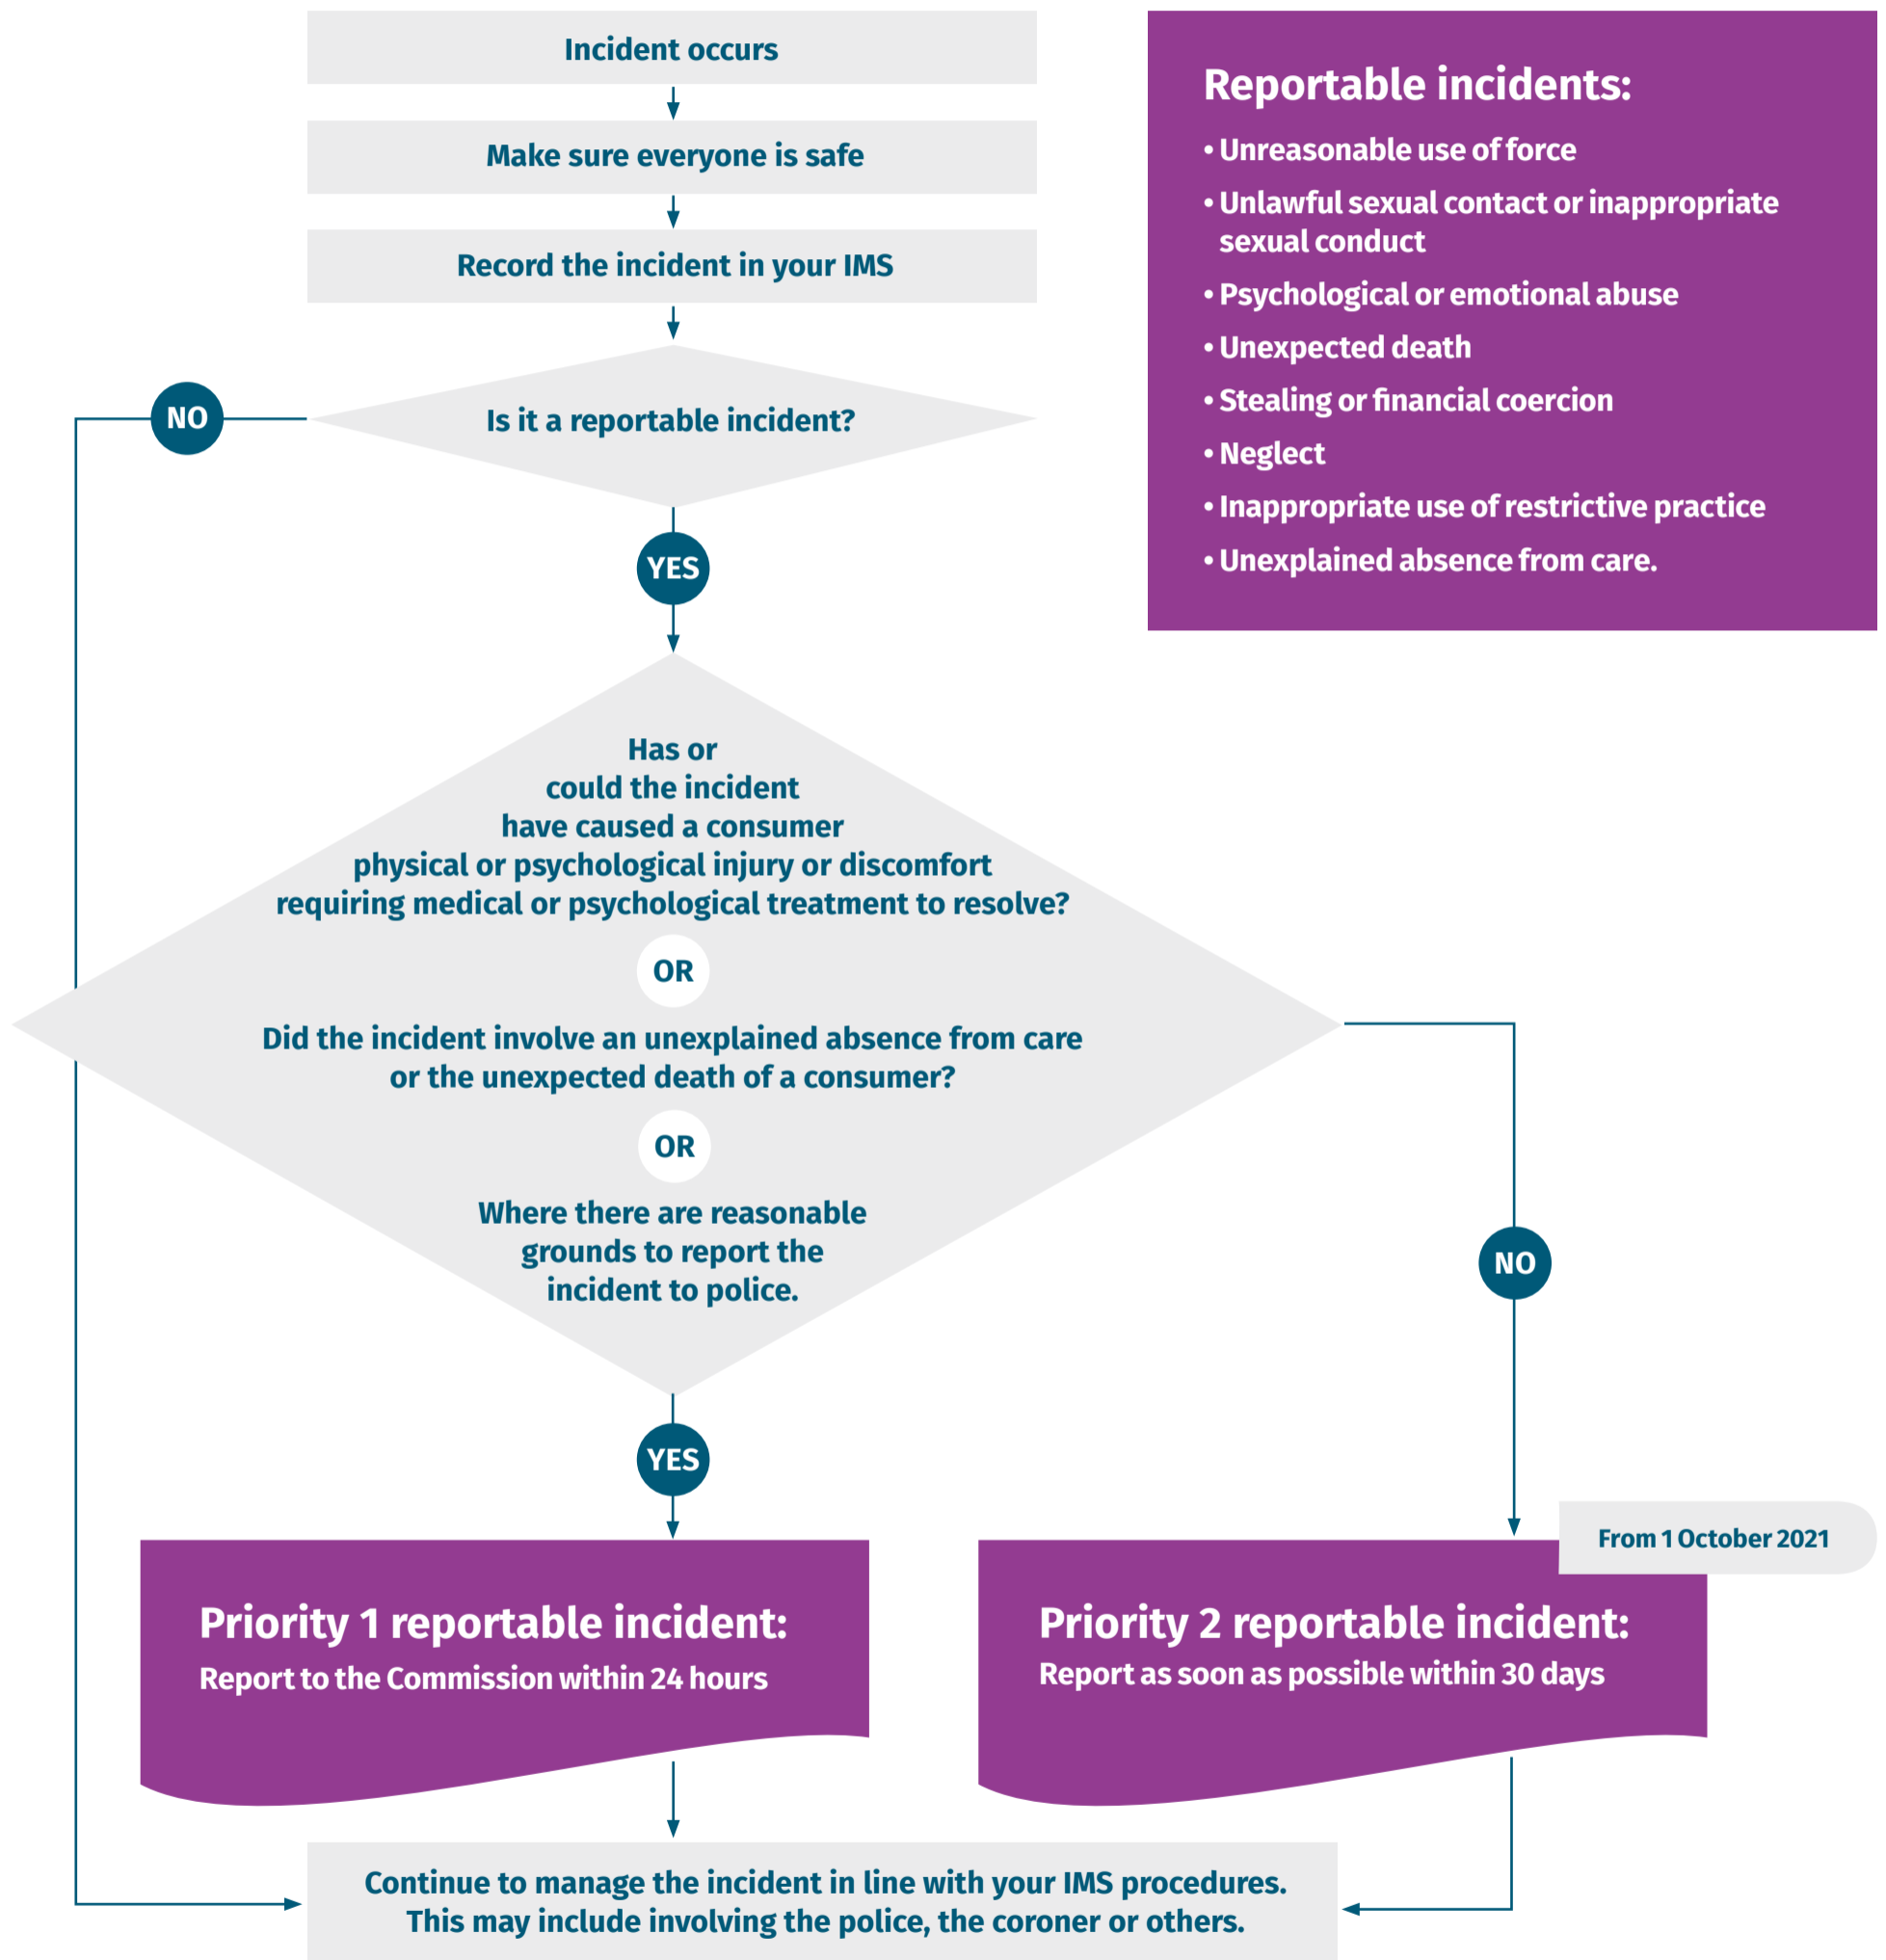 Incident occurs
Make sure everyone is safe
Record the incident in your IMS
Is it a reportable incident?
NO
YES
Reportable incidents:
• Unreasonable use of force
• Unlawful sexual contact or inappropriate
sexual conduct
• Psychological or emotional abuse
• Unexpected death
• Stealing or financial coercion
• Neglect
• Inappropriate use of restrictive practice
• Unexplained absence from care.
Has or
could the incident
have caused a consumer
physical or psychological injury or discomfort
requiring medical or psychological treatment to resolve?
OR
Did the incident involve an unexplained absence from care
or the unexpected death of a consumer?
OR
Where there are reasonable
grounds to report the
incident to police.
NO
YES
From 1 October 2021
Priority 1 reportable incident:
Report to the Commission within 24 hours
Priority 2 reportable incident:
Report as soon as possible within 30 days
Continue to manage the incident in line with your IMS procedures.
This may include involving the police, the coroner or others.